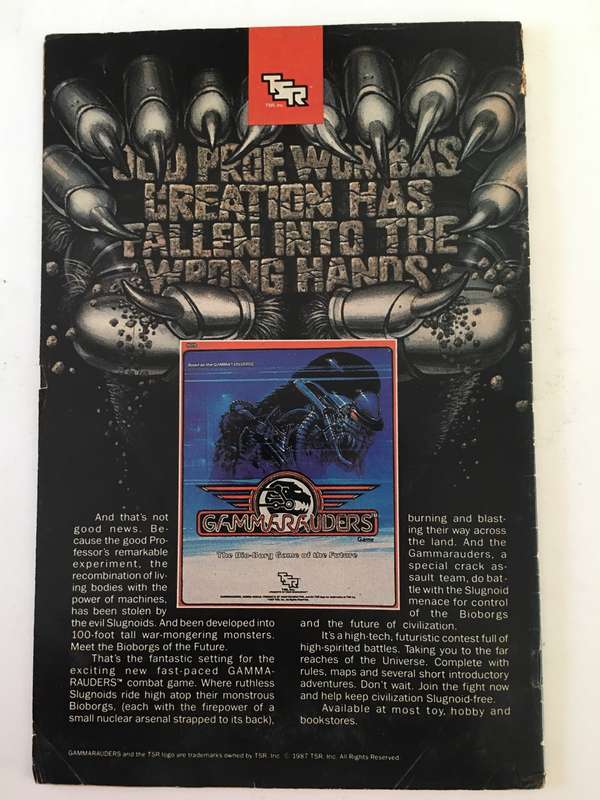 TSR
TSR, Inc.
OLD PROF. WOMBA'S
CREATION HAS
FALLEN INTO THE
WRONG HANDS.
GAMMARAUDERS™
Game
The Bio-Borg Game of the Future
TSR
And that's not
good news. Be-
cause the good Pro-
fessor's remarkable
experiment, the
recombination of liv-
ing bodies with the
power of machines,
has been stolen by
the evil Slugnoids. And been developed into
100-foot tall war-mongering monsters.
Meet the Bioborgs of the Future.
That's the fantastic setting for the
exciting new fast-paced GAMMA-
RAUDERS™ combat game. Where ruthless
Slugnoids ride high atop their monstrous
Bioborgs, (each with the firepower of a
small nuclear arsenal strapped to its back),
burning and blast-
ing their way across
the land. And the
Gammarauders, a
special crack as-
sault team, do bat-
tle with the Slugnoid
menace for control
of the Bioborgs
and the future of civilization.
It's a high-tech, futuristic contest full of
high-spirited battles. Taking you to the far
reaches of the Universe. Complete with
rules, maps and several short introductory
adventures. Don't wait. Join the fight now
and help keep civilization Slugnoid-free.
Available at most toy, hobby and
bookstores.
GAMMARAUDERS and the TSR logo are trademarks owned by TSR, Inc. © 1987 TSR, Inc. All Rights Reserved.